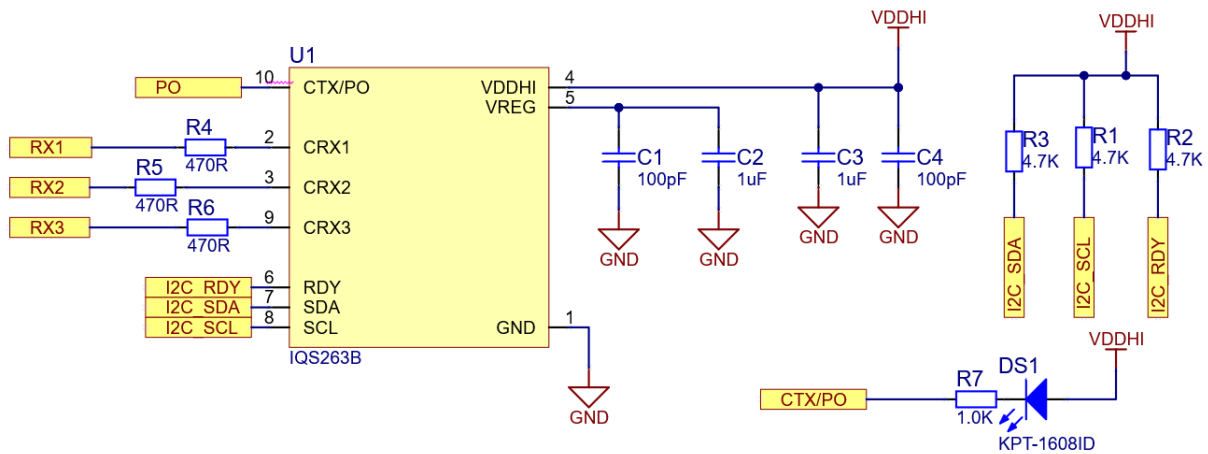 VDDHI
VDDHI
U1
PO
10
CTX/PO
VDDHI
4
VREG
5
RX1
R4
470R
2
CRX1
RX2
R5
470R
3
CRX2
RX3
R6
470R
9
CRX3
C1
100pF
C2
1uF
C3
1uF
C4
100pF
GND
GND
GND
GND
R3
4.7K
R1
4.7K
R2
4.7K
I2C_SDA
I2C_SCL
I2C_RDY
I2C_RDY
6
RDY
I2C_SDA
7
SDA
I2C_SCL
8
SCL
GND
1
IQS263B
GND
VDDHI
CTX/PO
R7
1.0K
DS1
KPT-1608ID